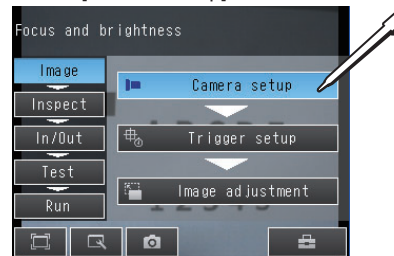 Focus and brightness
Image
Camera setup
Inspect
In/Out
Trigger setup
Test
Image adjustment
Run